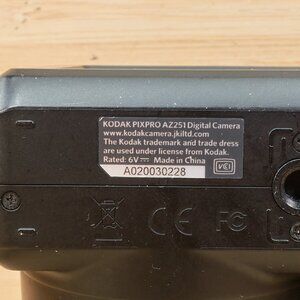 KODAK PIXPRO AZ251 Digital Camera
www.kodakcamera.jkiltd.com
The Kodak trademark and trade dress
are used under license from Kodak.
Rated: 6V⎓ Made in China
A020030228
CE FC